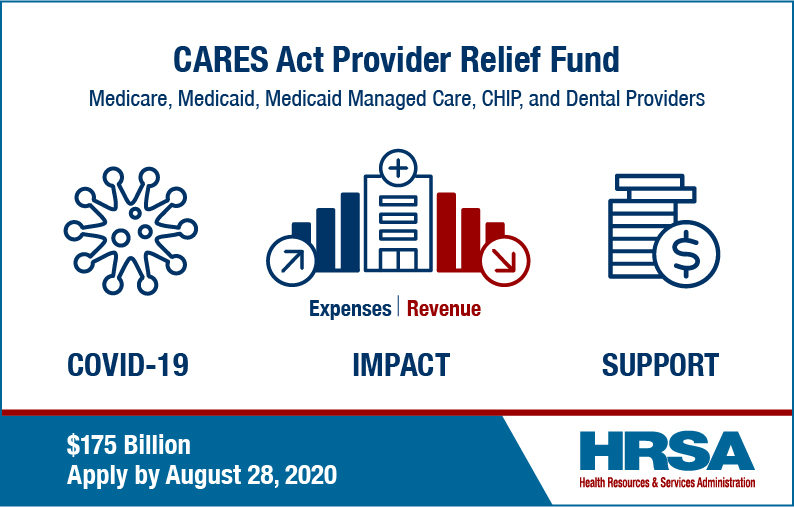 CARES Act Provider Relief Fund
Medicare, Medicaid, Medicaid Managed Care, CHIP, and Dental Providers
$
Expenses | Revenue
COVID-19
IMPACT
SUPPORT
$175 Billion
Apply by August 28, 2020
HRSA
Health Resources & Services Administration